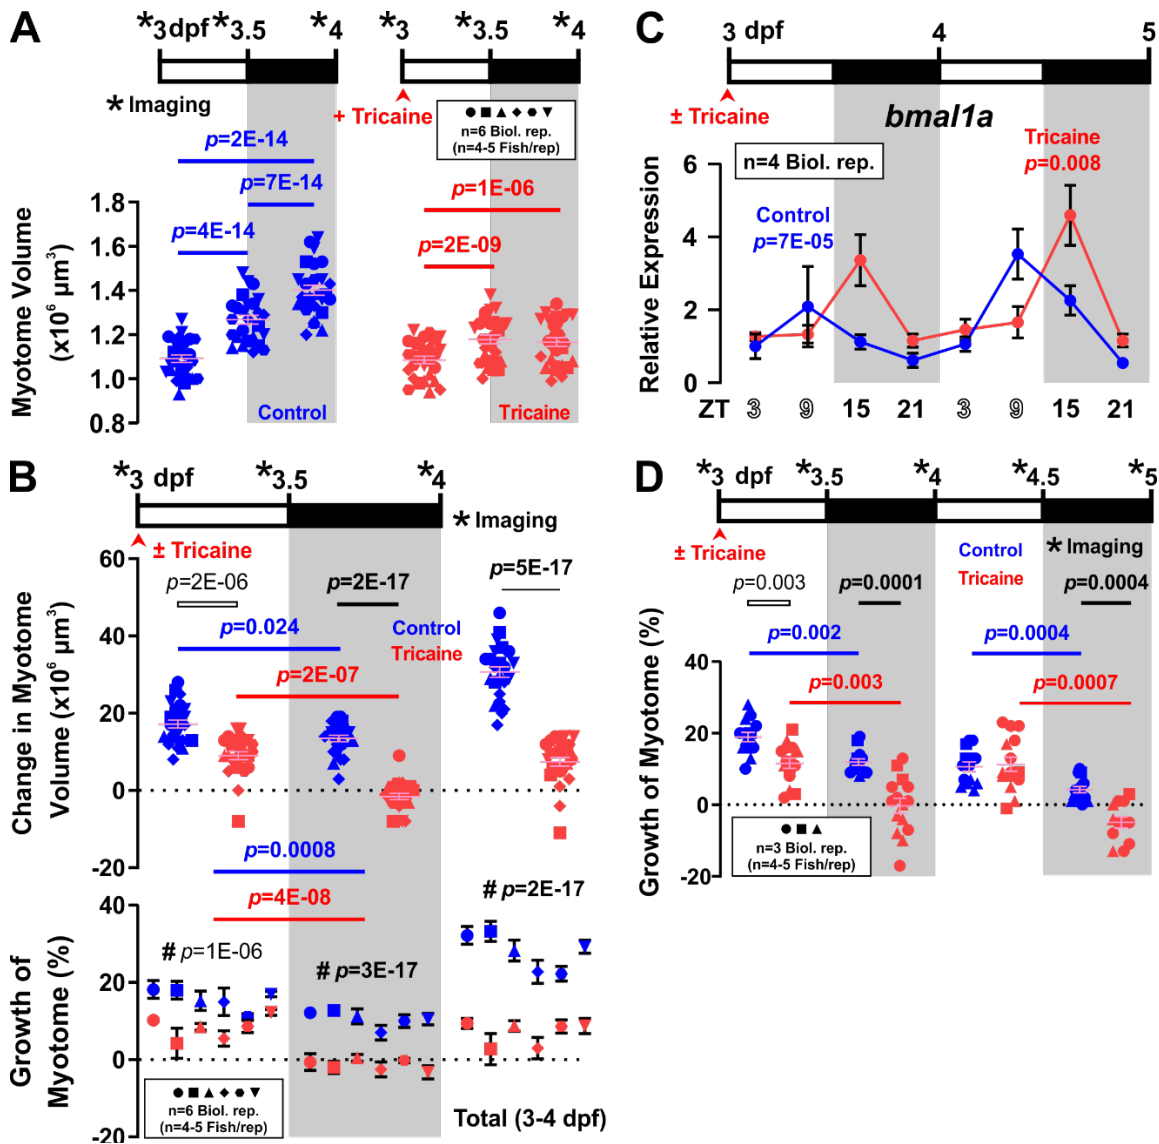 A
*3 dpf *3.5 *4
*3 *3.5 *4
* Imaging
+ Tricaine
n=6 Biol. rep.
(n=4-5 Fish/rep)
p=2E-14
p=7E-14
p=4E-14
p=1E-06
p=2E-09
Myotome Volume
(x10⁶ µm³)
1.8
1.6
1.4
1.2
1.0
0.8
Control
Tricaine
B
*3 dpf *3.5 *4
* Imaging
± Tricaine
p=2E-06
p=2E-17
p=5E-17
p=0.024
Control
Tricaine
p=2E-07
Change in Myotome
Volume (x10⁶ µm³)
60
40
20
0
-20
p=0.0008
p=4E-08
# p=1E-06
# p=3E-17
# p=2E-17
Growth of
Myotome (%)
40
20
0
-20
n=6 Biol. rep.
(n=4-5 Fish/rep)
Total (3-4 dpf)
C
3 dpf 4 5
± Tricaine
bmal1a
n=4 Biol. rep.
Tricaine
p=0.008
Control
p=7E-05
Relative Expression
6
4
2
0
ZT 3 9 15 21 3 9 15 21
D
*3 dpf *3.5 *4 *4.5 *5
± Tricaine
Control
Tricaine
* Imaging
p=0.003
p=0.0001
p=0.0004
p=0.002
p=0.0004
p=0.003
p=0.0007
Growth of Myotome (%)
40
20
0
-20
n=3 Biol. rep.
(n=4-5 Fish/rep)